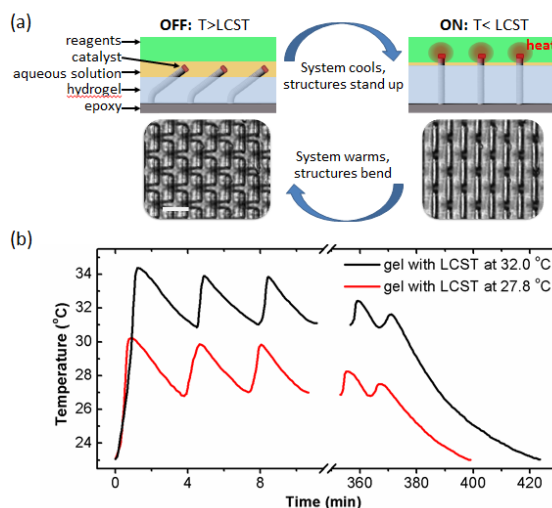 (a)
OFF: T>LCST
ON: T< LCST
reagents
catalyst
aqueous solution
hydrogel
epoxy
System cools,
structures stand up
heat
System warms,
structures bend
(b)
gel with LCST at 32.0 °C
gel with LCST at 27.8 °C
Temperature (°C)
34
32
30
28
26
24
0 4 8 360 380 400 420
Time (min)